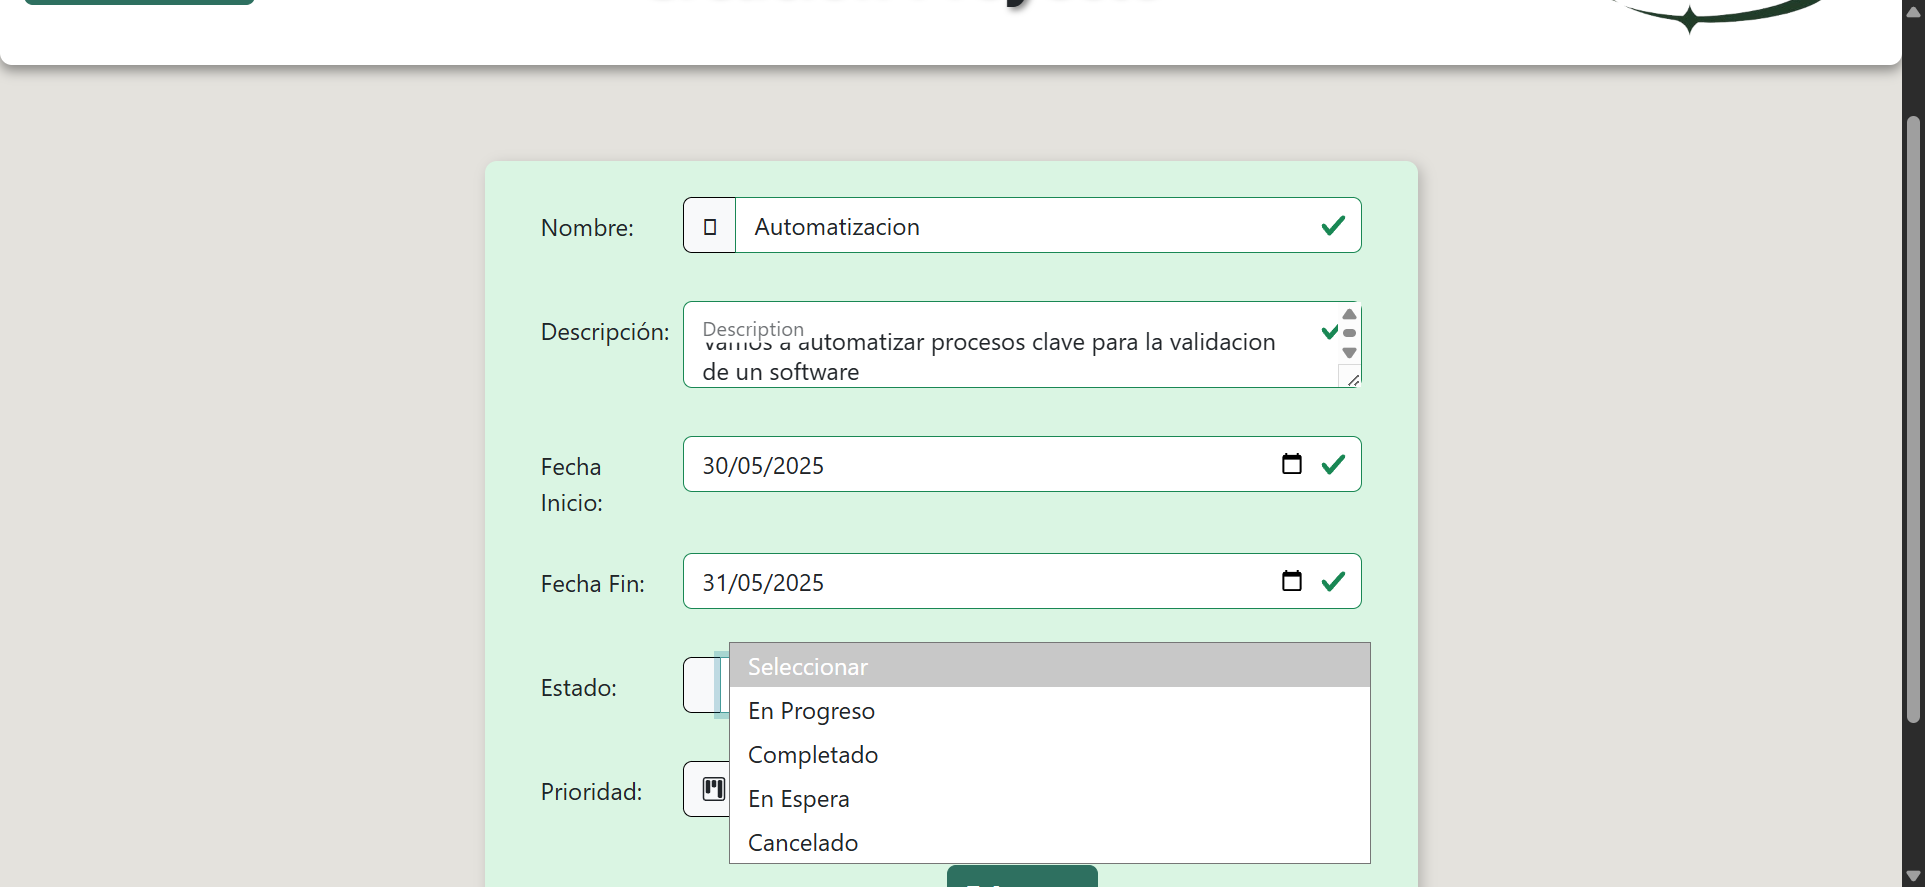 Nombre:
Automatizacion
Descripción:
Description
Vamos a automatizar procesos clave para la validacion
de un software
Fecha
Inicio:
30/05/2025
Fecha Fin:
31/05/2025
Estado:
Seleccionar
En Progreso
Completado
En Espera
Cancelado
Prioridad: